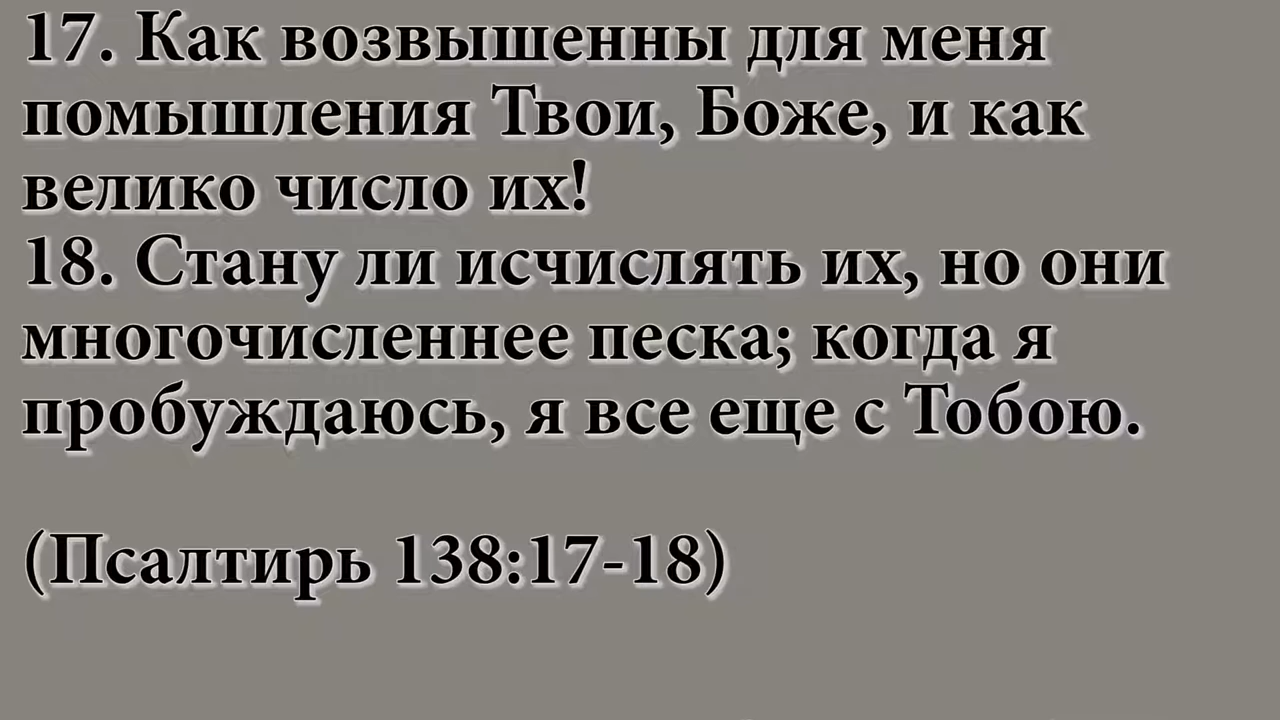 17. Как возвышенны для меня
помышления Твои, Боже, и как
велико число их!
18. Стану ли исчислять их, но они
многочисленнее песка; когда я
пробуждаюсь, я все еще с Тобою.
(Псалтирь 138:17-18)